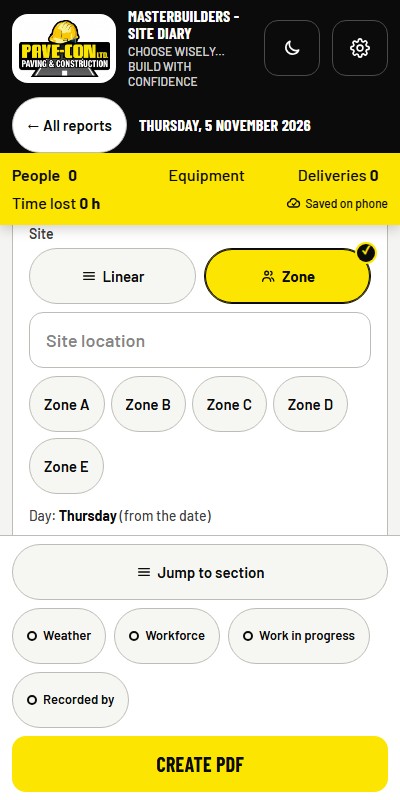 PAVE-CON LTD.
PAVING & CONSTRUCTION
MASTERBUILDERS -
SITE DIARY
CHOOSE WISELY...
BUILD WITH
CONFIDENCE
← All reports
THURSDAY, 5 NOVEMBER 2026
People 0
Equipment
Deliveries 0
Time lost 0 h
Saved on phone
Site
Linear
Zone
Site location
Zone A
Zone B
Zone C
Zone D
Zone E
Day: Thursday (from the date)
Jump to section
Weather
Workforce
Work in progress
Recorded by
CREATE PDF